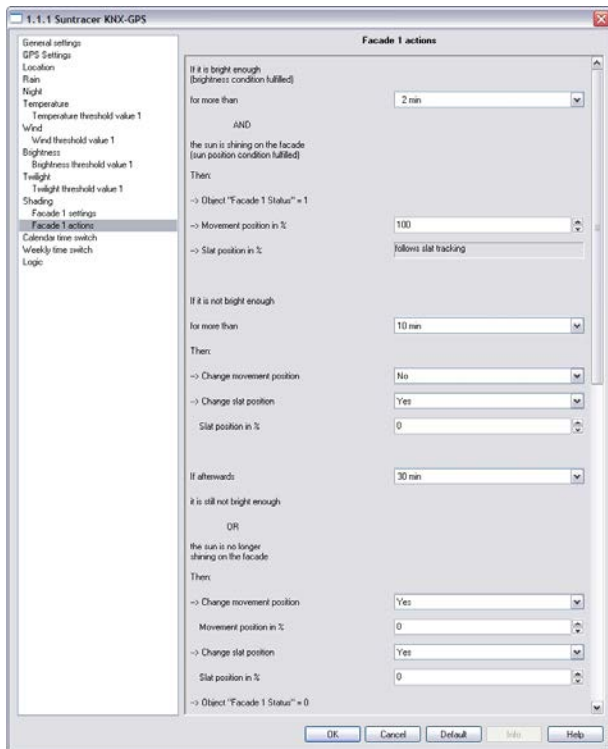 1.1.1 Suntracer KNX-GPS
General settings
GPS Settings
Location
Rain
Night
Temperature
Temperature threshold value 1
Wind
Wind threshold value 1
Brightness
Brightness threshold value 1
Twilight
Twilight threshold value 1
Shading
Facade 1 settings
Facade 1 actions
Calendar time switch
Weekly time switch
Logic
Facade 1 actions
If it is bright enough
(brightness condition fulfilled)
for more than 2 min
AND
the sun is shining on the facade
(sun position condition fulfilled)
Then:
--> Object "Facade 1 Status" = 1
--> Movement position in % 100
--> Slat position in % follows slat tracking
If it is not bright enough
for more than 10 min
Then:
--> Change movement position No
--> Change slat position Yes
Slat position in % 0
If afterwards 30 min
it is still not bright enough
OR
the sun is no longer
shining on the facade
Then:
--> Change movement position Yes
Movement position in % 0
--> Change slat position Yes
Slat position in % 0
--> Object "Facade 1 Status" = 0
OK Cancel Default Info Help